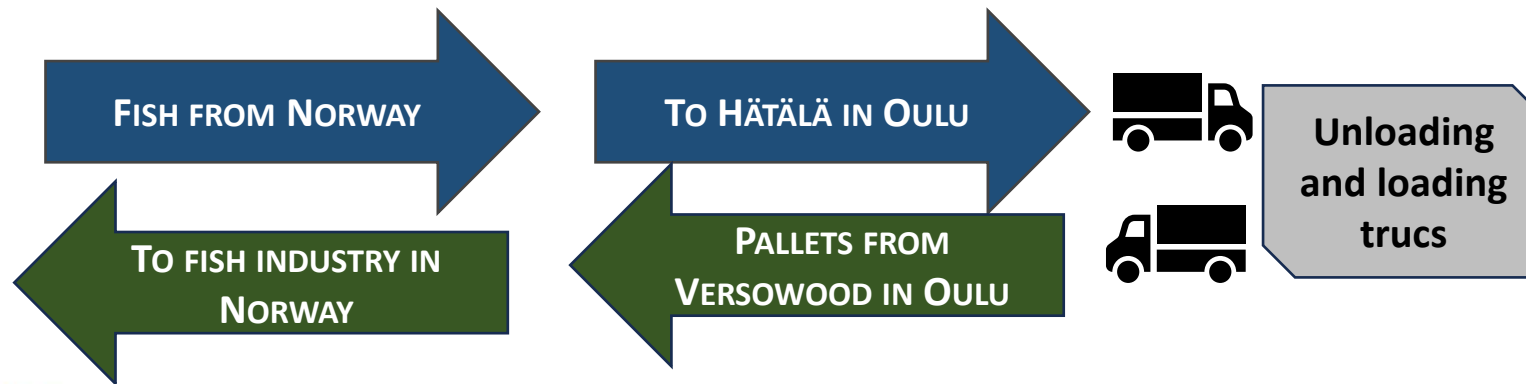 FISH FROM NORWAY
TO HÄTÄLÄ IN OULU
Unloading
and loading
trucs
TO FISH INDUSTRY IN
NORWAY
PALLETS FROM
VERSOWOOD IN OULU